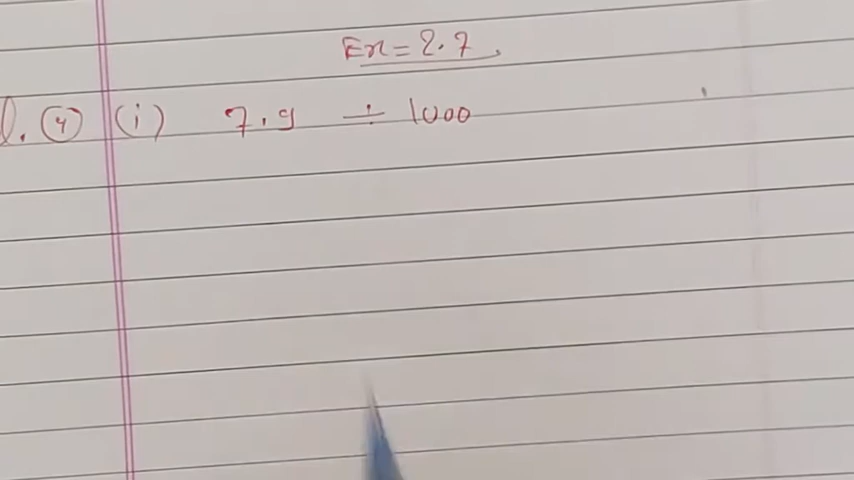 Ex = 2.7
Q. (4) (i) 7.9 ÷ 1000